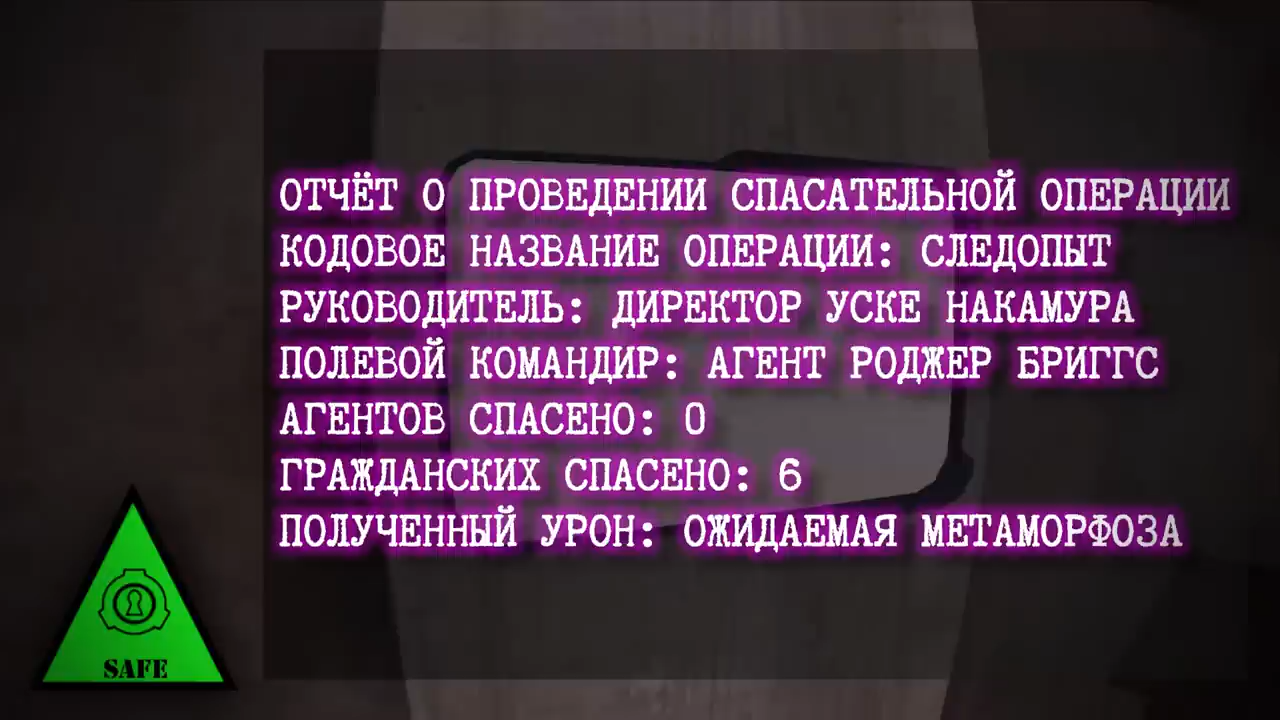 ОТЧЁТ О ПРОВЕДЕНИИ СПАСАТЕЛЬНОЙ ОПЕРАЦИИ
КОДОВОЕ НАЗВАНИЕ ОПЕРАЦИИ: СЛЕДОПЫТ
РУКОВОДИТЕЛЬ: ДИРЕКТОР УСКЕ НАКАМУРА
ПОЛЕВОЙ КОМАНДИР: АГЕНТ РОДЖЕР БРИГГС
АГЕНТОВ СПАСЕНО: 0
ГРАЖДАНСКИХ СПАСЕНО: 6
ПОЛУЧЕННЫЙ УРОН: ОЖИДАЕМАЯ МЕТАМОРФОЗА
SAFE